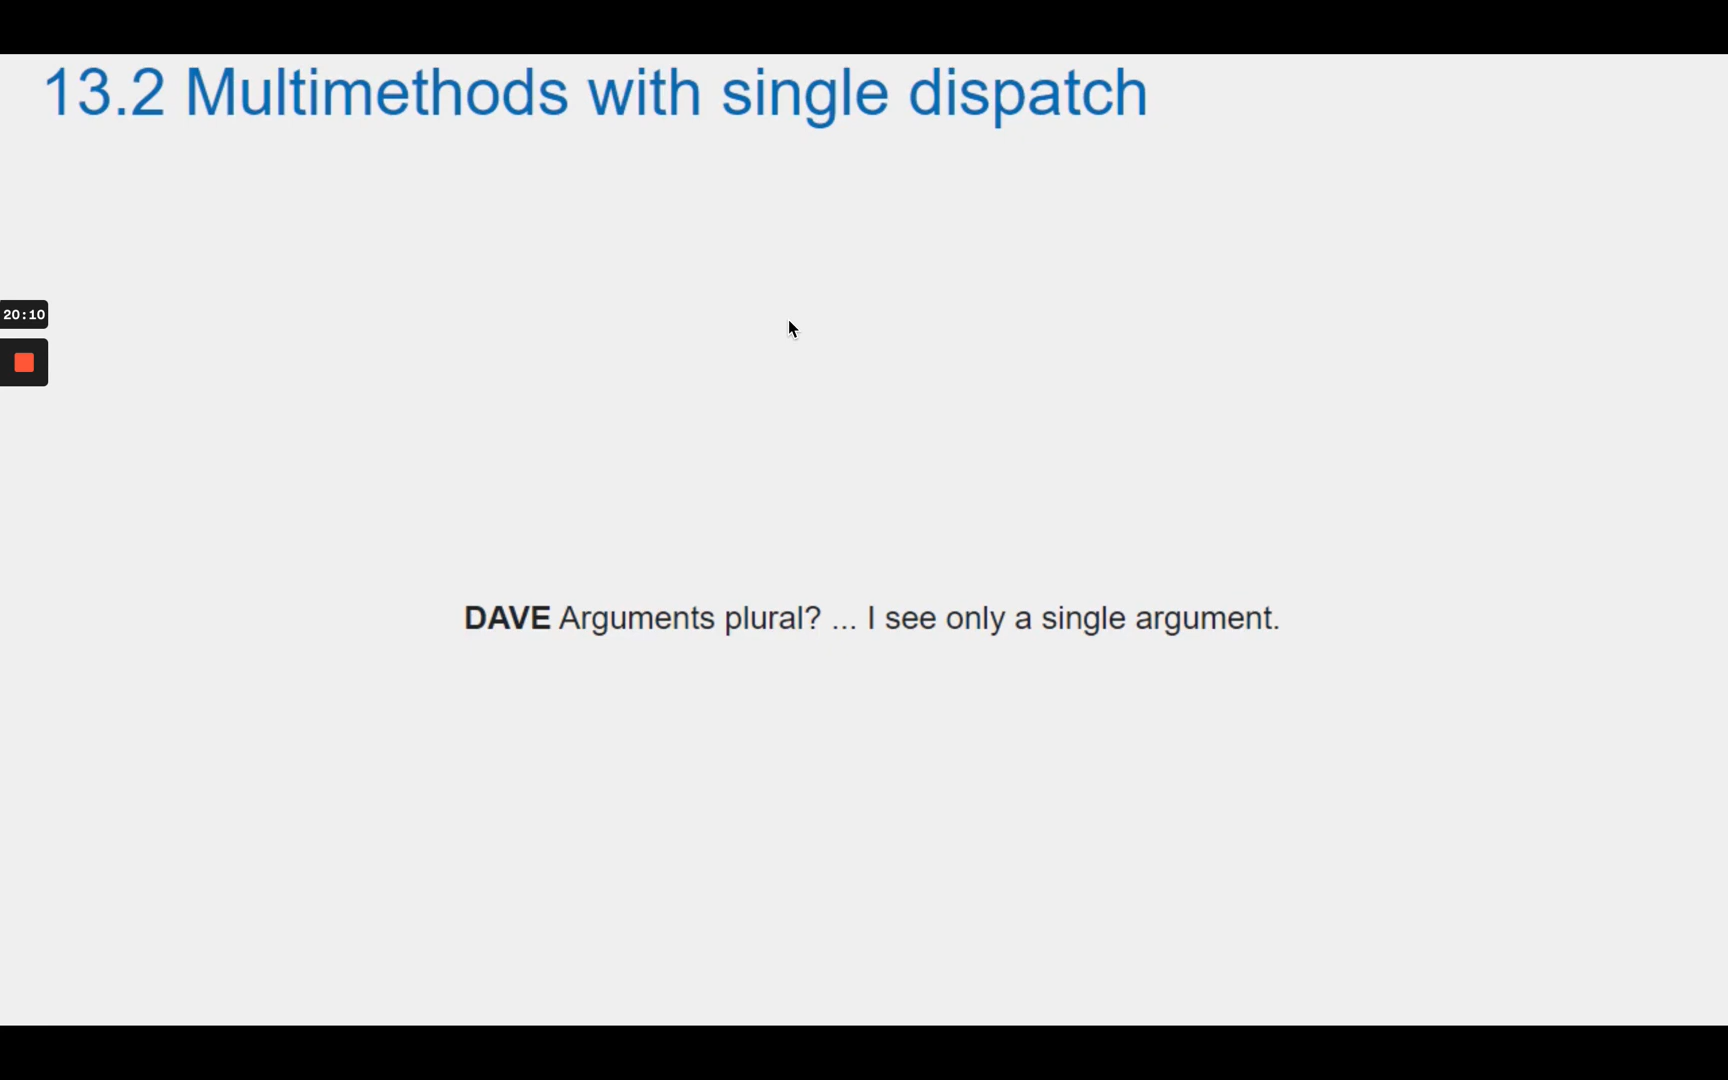 13.2 Multimethods with single dispatch
20:10
DAVE Arguments plural? ... I see only a single argument.